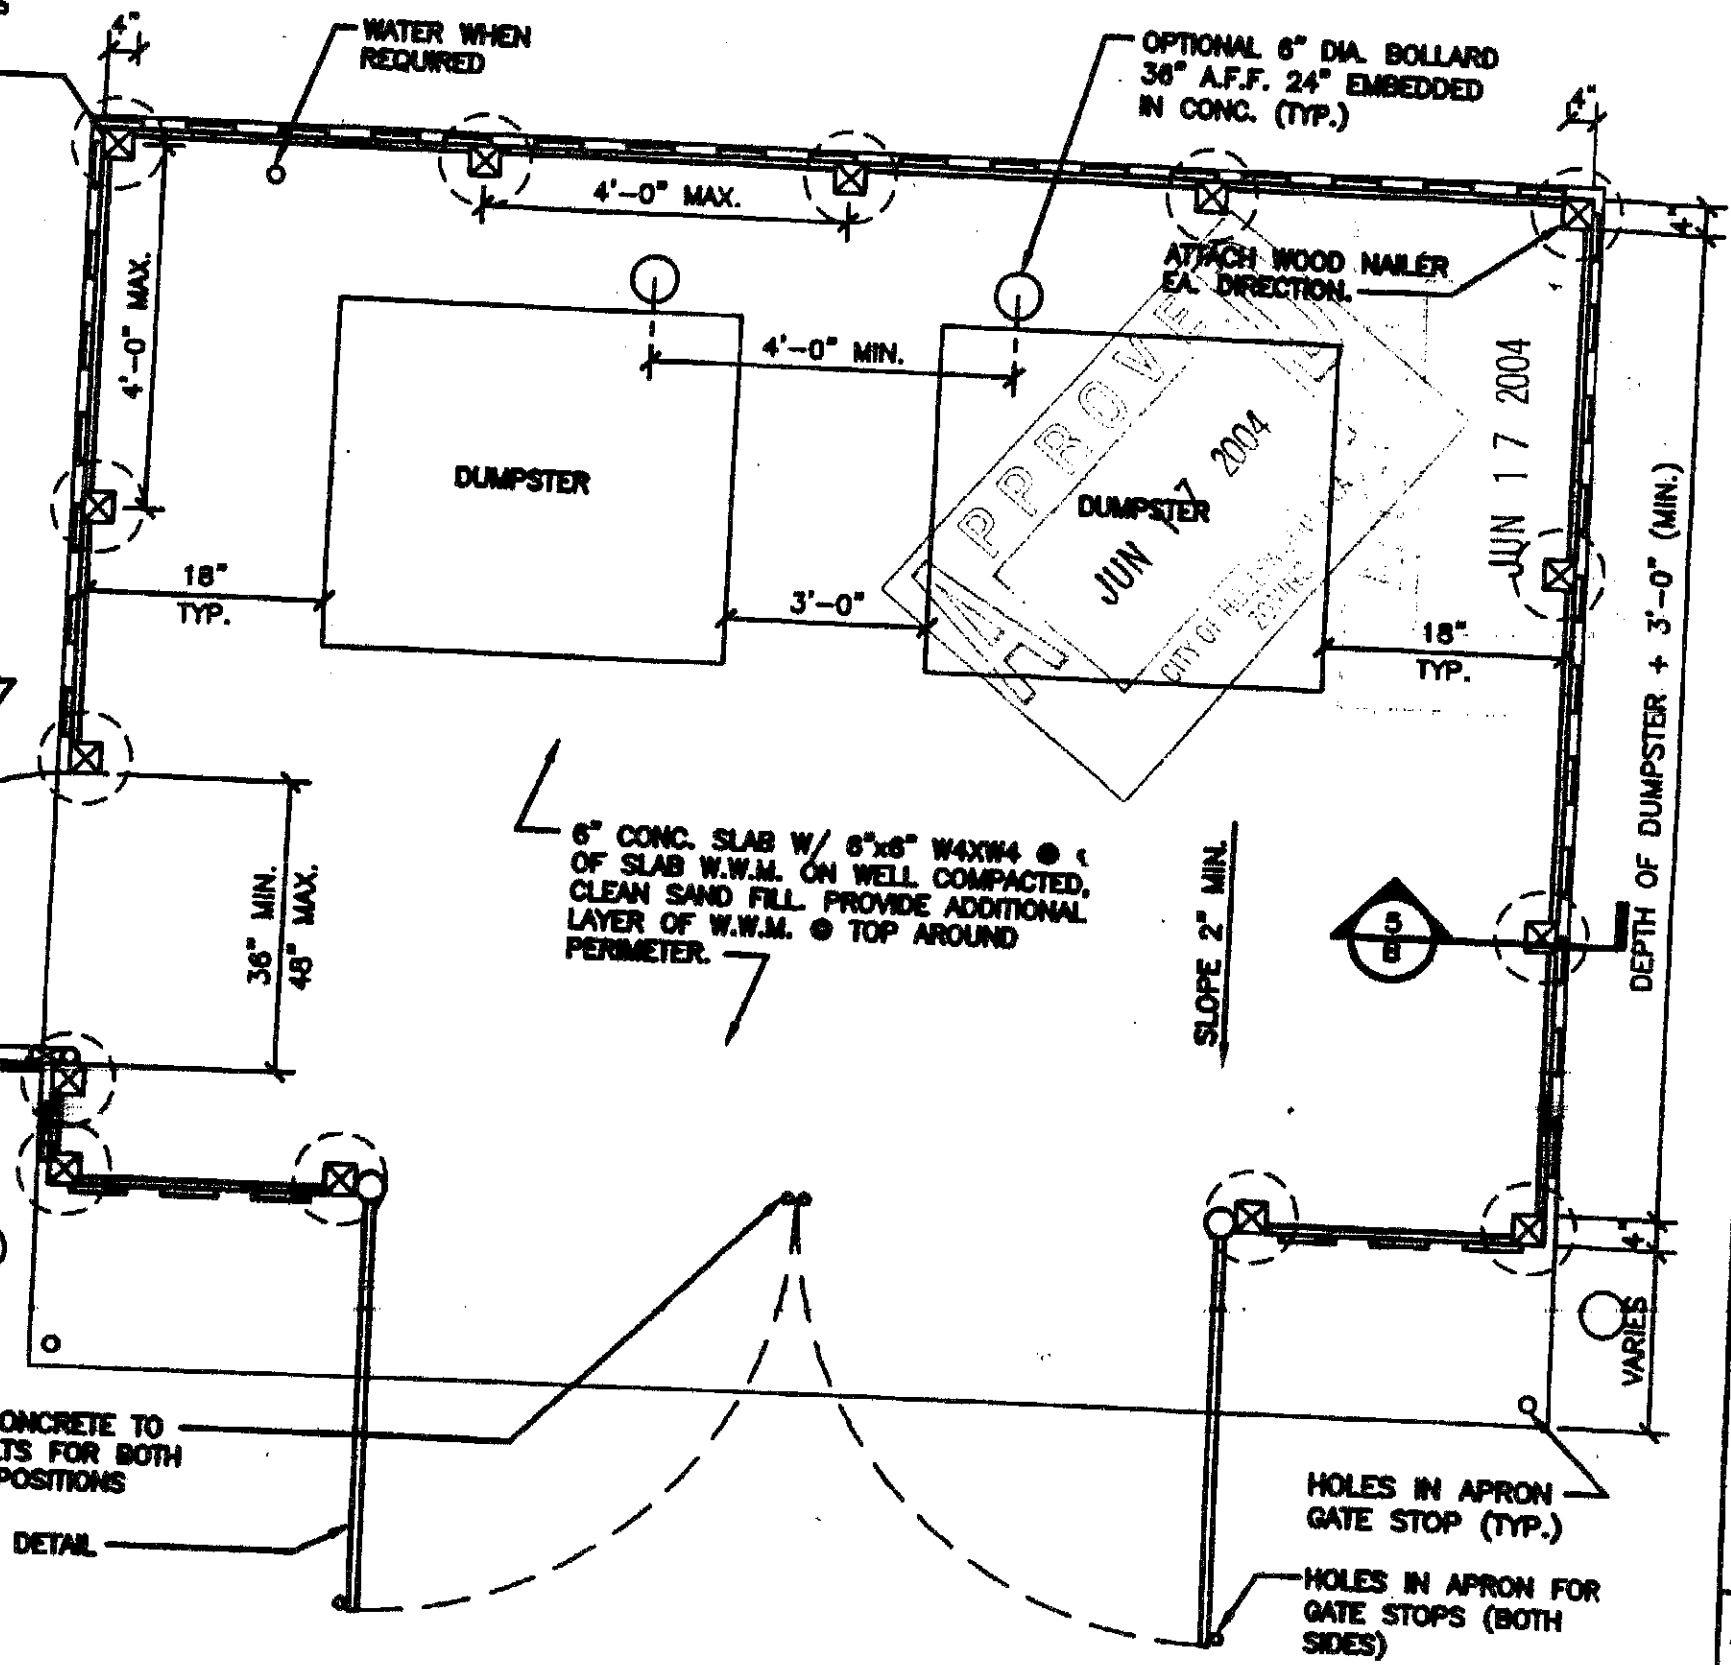 4"
WATER WHEN
REQUIRED
OPTIONAL 6" DIA. BOLLARD
36" A.F.F. 24" EMBEDDED
IN CONC. (TYP.)
4"
4'-0" MAX.
4"
ATTACH WOOD NAILER
EA. DIRECTION.
4'-0" MAX.
4'-0" MIN.
DUMPSTER
DUMPSTER
APPROVED
JUN 17 2004
CITY OF
JUN 17 2004
18"
TYP.
3'-0"
18"
TYP.
DEPTH OF DUMPSTER + 3'-0" (MIN.)
6" CONC. SLAB W/ 6"x6" W4XW4 @ ℄
OF SLAB W.W.M. ON WELL COMPACTED,
CLEAN SAND FILL. PROVIDE ADDITIONAL
LAYER OF W.W.M. @ TOP AROUND
PERIMETER.
36" MIN.
48" MAX.
SLOPE 2" MIN.
4"
VARIES
ONCRETE TO
LTS FOR BOTH
POSITIONS
DETAIL
HOLES IN APRON
GATE STOP (TYP.)
HOLES IN APRON FOR
GATE STOPS (BOTH
SIDES)